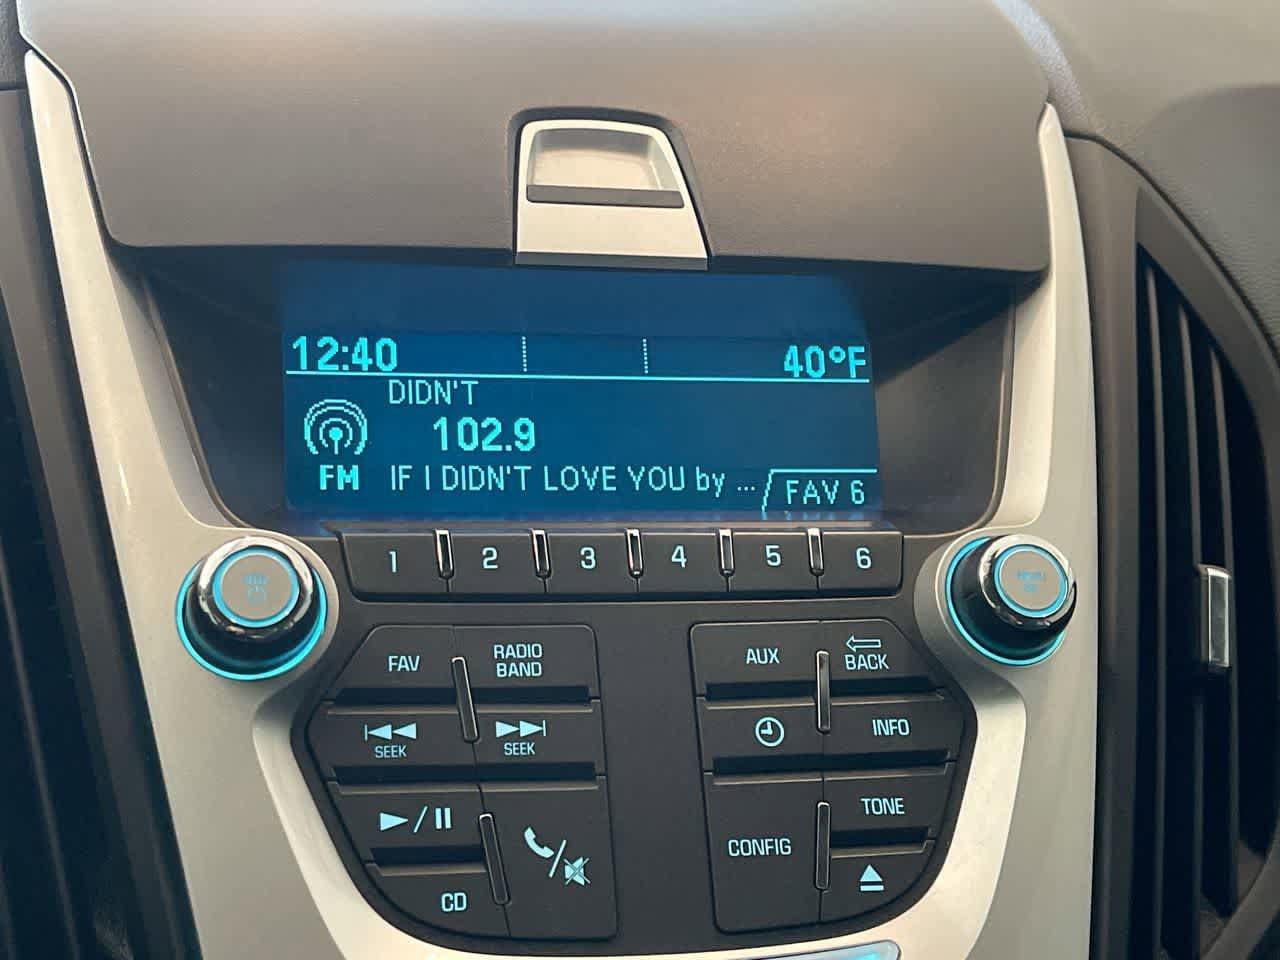 12:40 40°F
DIDN'T
102.9
FM IF I DIDN'T LOVE YOU by ... FAV 6
1 2 3 4 5 6
FAV RADIO BAND
AUX BACK
SEEK SEEK
INFO
TONE
CONFIG
CD